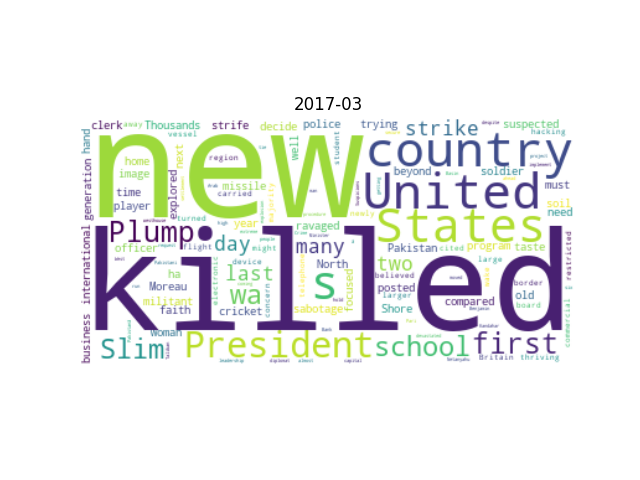 2017-03
clerk away Thousands strife decide police trying strike suspected
vessel hacking
hand new country
generation home next region well student beyond soldier
image explored missile United must
time player carried majority soil
turned year newly States need
international Plump ravaged
officer flight day many Pakistan cited program taste
device last North two believed large border restricted
ha electronic concern telephone focused posted
Moreau wa s larger compared old
militant cricket sabotage Shore board commercial
faith
killed
business woman
Slim President school first
Britain thriving
leadership diplomat almost capital
might people